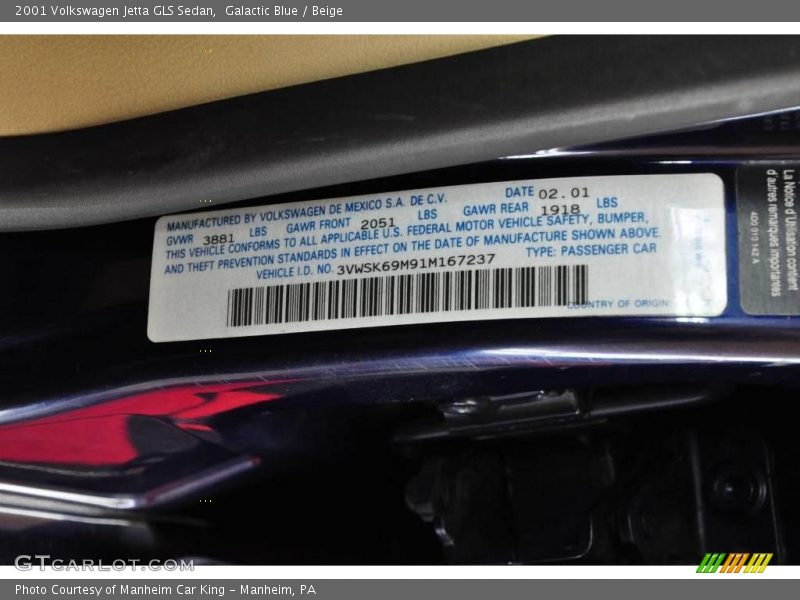 2001 Volkswagen Jetta GLS Sedan, Galactic Blue / Beige
MANUFACTURED BY VOLKSWAGEN DE MEXICO S.A. DE C.V. DATE 02.01
GVWR 3881 LBS GAWR FRONT 2051 LBS GAWR REAR 1918 LBS
THIS VEHICLE CONFORMS TO ALL APPLICABLE U.S. FEDERAL MOTOR VEHICLE SAFETY, BUMPER,
AND THEFT PREVENTION STANDARDS IN EFFECT ON THE DATE OF MANUFACTURE SHOWN ABOVE.
VEHICLE I.D. NO. 3VWSK69M91M167237 TYPE: PASSENGER CAR
COUNTRY OF ORIGIN
La Notice d'Utilisation contient
d'autres remarques importantes
GTCARLOT.COM
Photo Courtesy of Manheim Car King - Manheim, PA